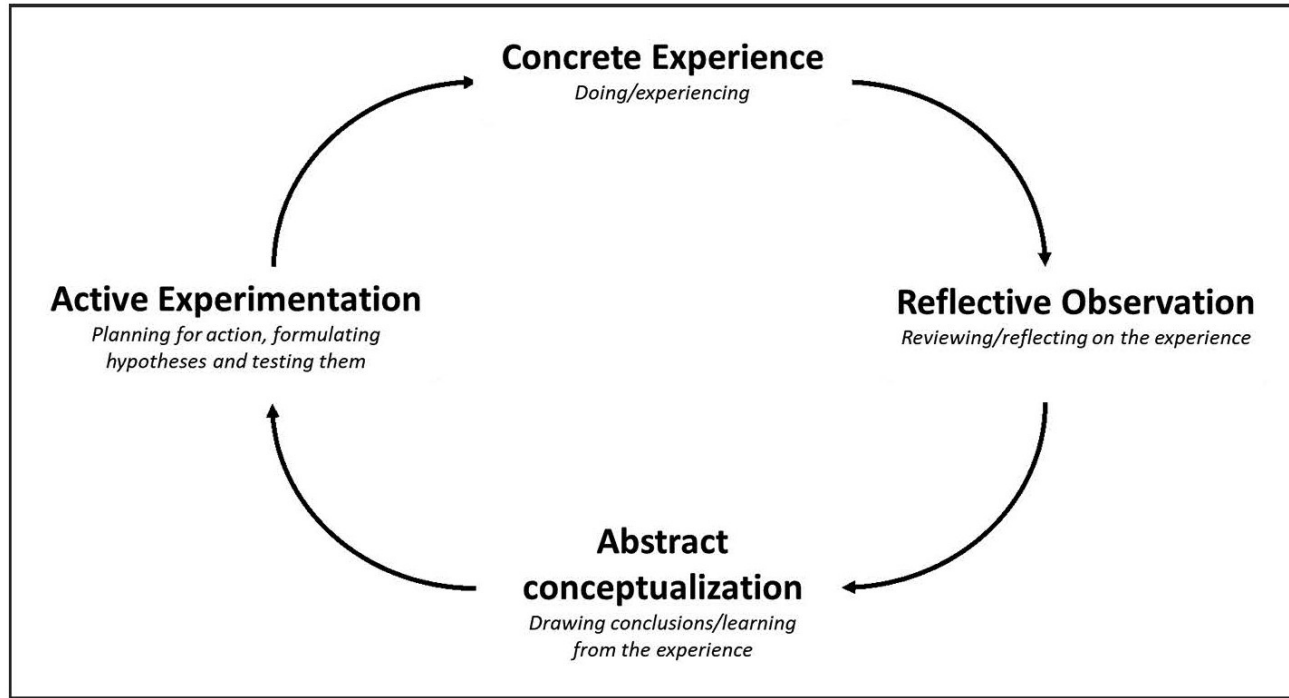 Concrete Experience
Doing/experiencing
Active Experimentation
Planning for action, formulating
hypotheses and testing them
Reflective Observation
Reviewing/reflecting on the experience
Abstract
conceptualization
Drawing conclusions/learning
from the experience